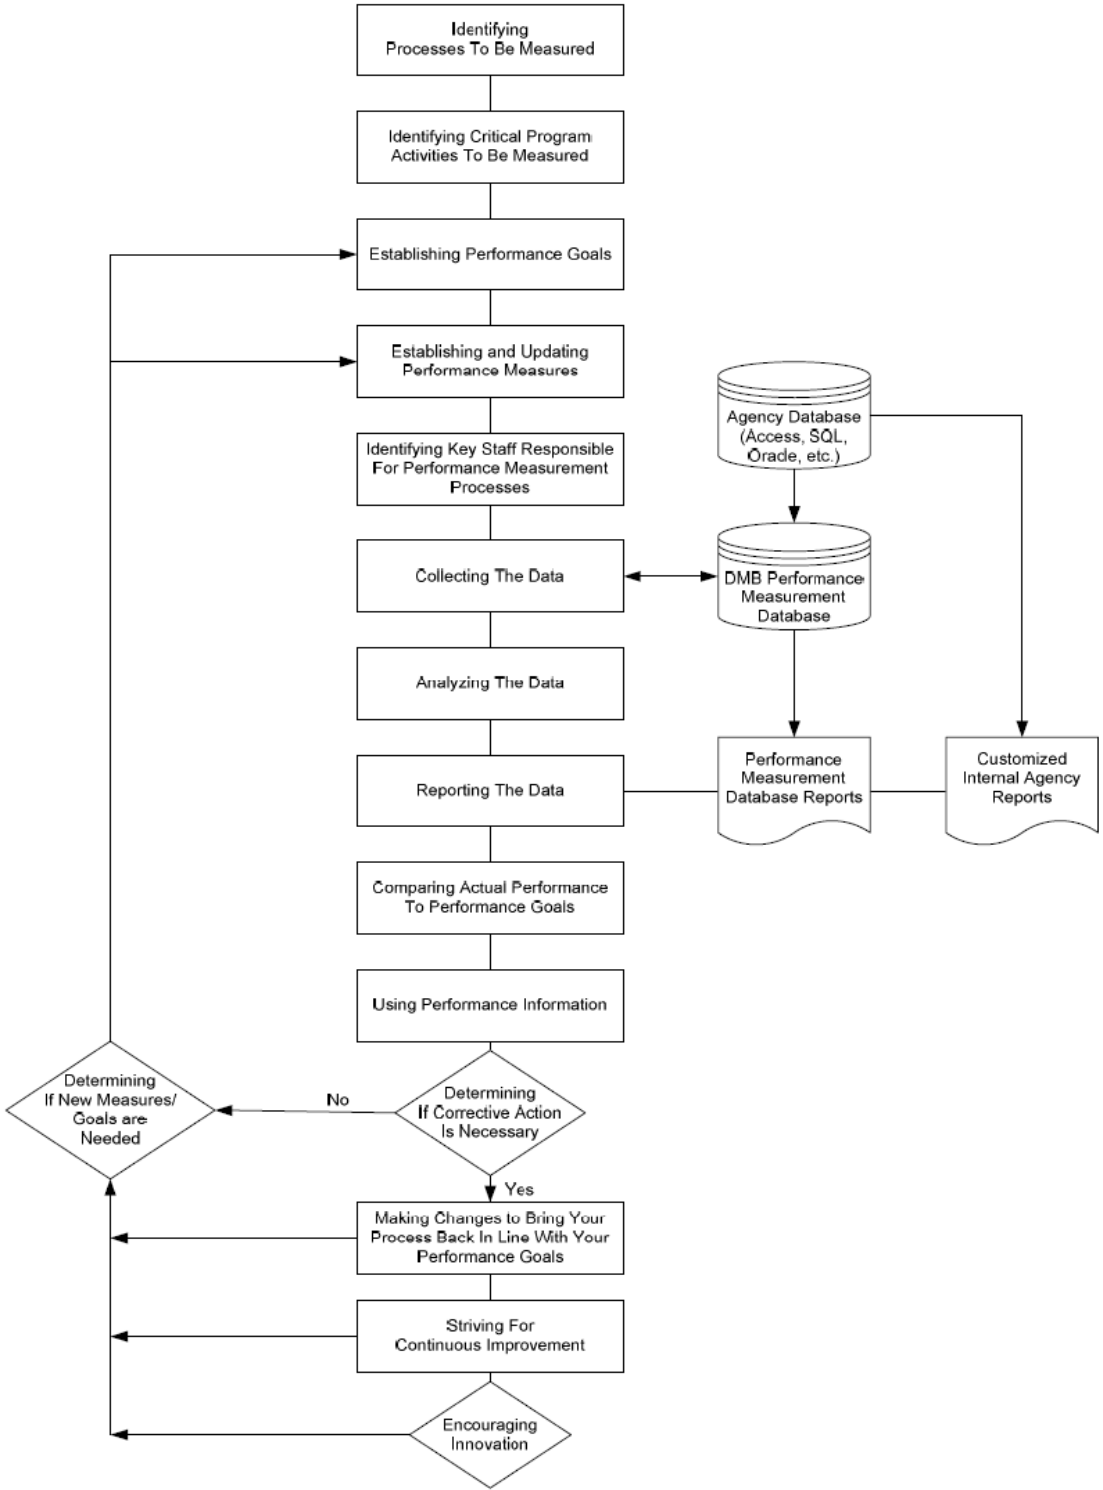 Identifying
Processes To Be Measured
Identifying Critical Program
Activities To Be Measured
Establishing Performance Goals
Establishing and Updating
Performance Measures
Agency Database
(Access, SQL,
Oracle, etc.)
Identifying Key Staff Responsible
For Performance Measurement
Processes
Collecting The Data
DMB Performance
Measurement
Database
Analyzing The Data
Reporting The Data
Performance
Measurement
Database Reports
Customized
Internal Agency
Reports
Comparing Actual Performance
To Performance Goals
Using Performance Information
Determining
If New Measures/
Goals are
Needed
No
Determining
If Corrective Action
Is Necessary
Yes
Making Changes to Bring Your
Process Back In Line With Your
Performance Goals
Striving For
Continuous Improvement
Encouraging
Innovation